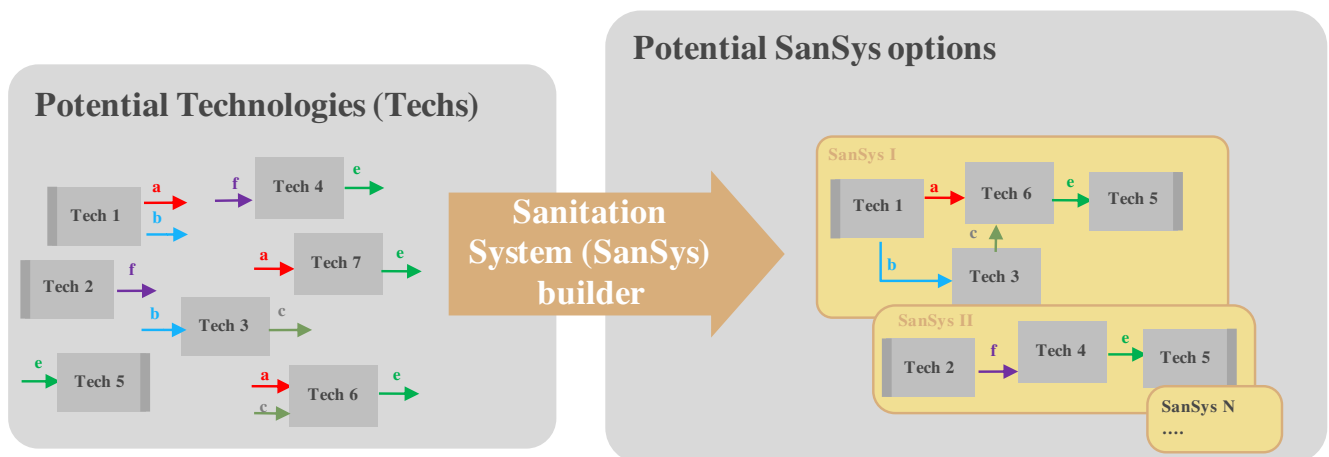 Potential Technologies (Techs)
a
b
Tech 1
f
Tech 4
e
Tech 2
f
a
Tech 7
e
b
Tech 3
c
e
Tech 5
a
c
Tech 6
e
Sanitation
System (SanSys)
builder
Potential SanSys options
SanSys I
Tech 1
a
Tech 6
e
Tech 5
c
b
Tech 3
SanSys II
Tech 2
f
Tech 4
e
Tech 5
SanSys N
....